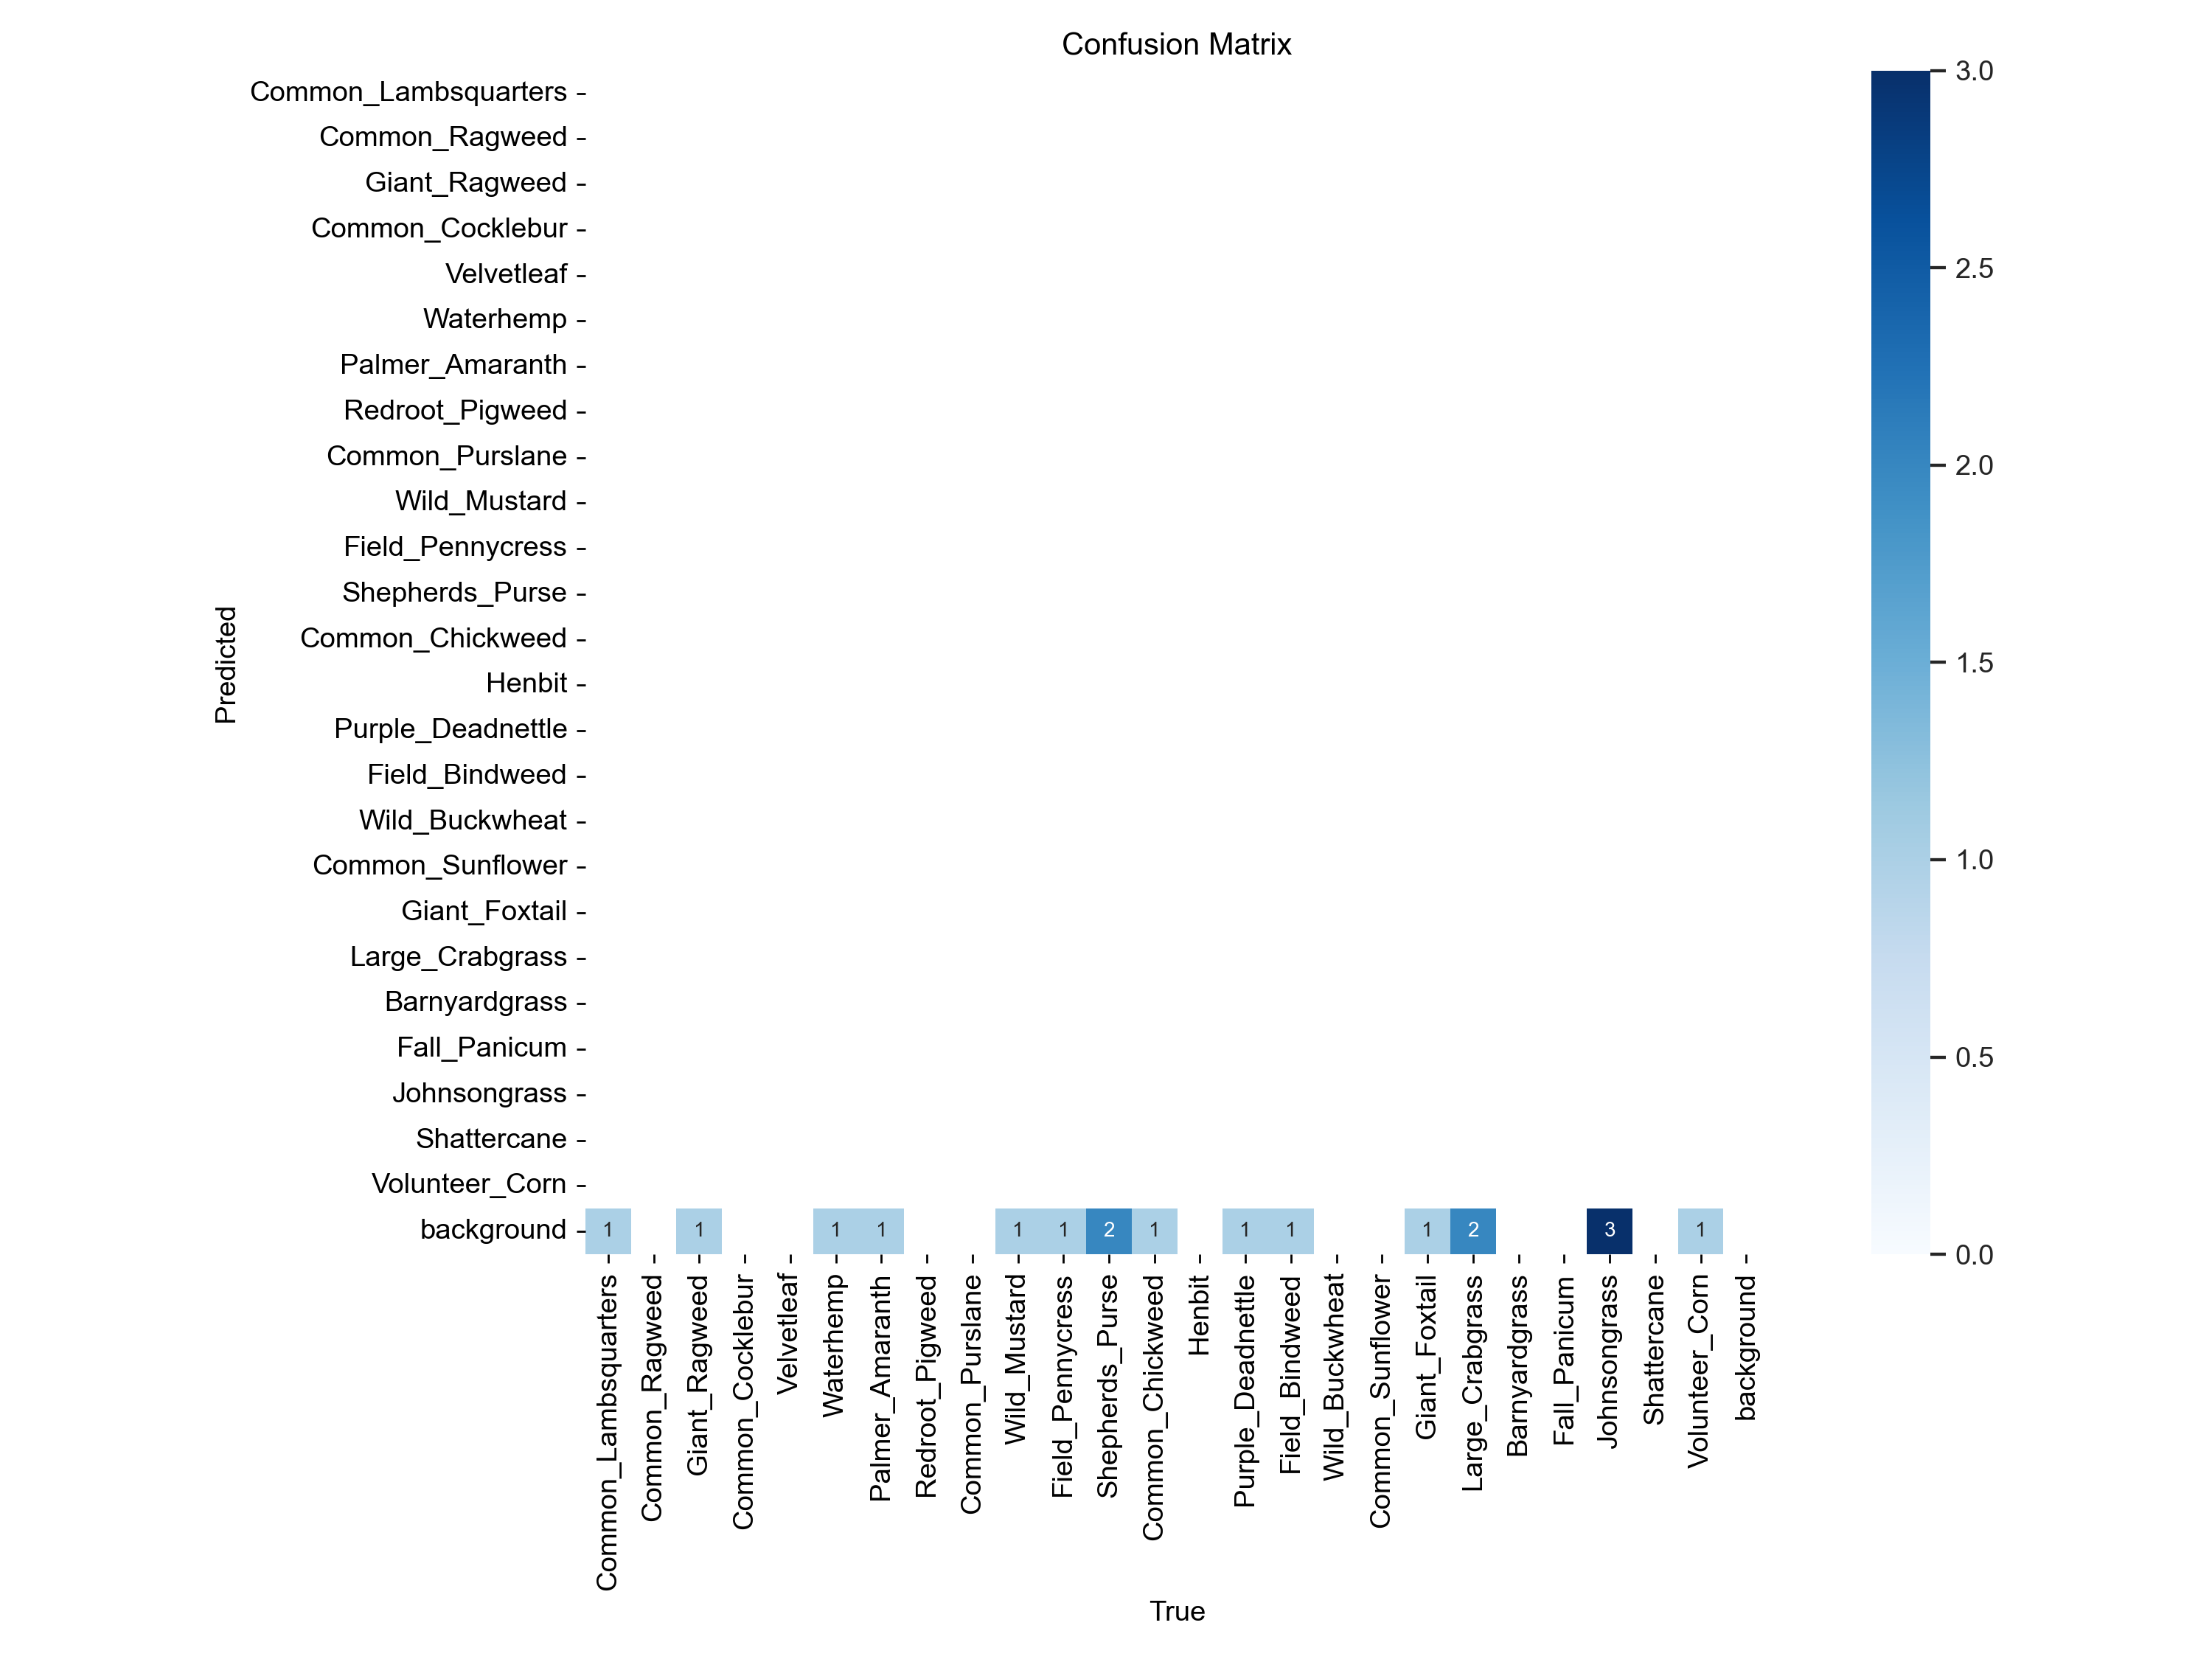 Confusion Matrix
Common_Lambsquarters
Common_Ragweed
Giant_Ragweed
Common_Cocklebur
Velvetleaf
Waterhemp
Palmer_Amaranth
Redroot_Pigweed
Common_Purslane
Wild_Mustard
Field_Pennycress
Shepherds_Purse
Common_Chickweed
Henbit
Purple_Deadnettle
Field_Bindweed
Wild_Buckwheat
Common_Sunflower
Giant_Foxtail
Large_Crabgrass
Barnyardgrass
Fall_Panicum
Johnsongrass
Shattercane
Volunteer_Corn
background
Predicted
1 1 1 1 1 1 2 1 1 1 1 2 3 1
Common_Lambsquarters
Common_Ragweed
Giant_Ragweed
Common_Cocklebur
Velvetleaf
Waterhemp
Palmer_Amaranth
Redroot_Pigweed
Common_Purslane
Wild_Mustard
Field_Pennycress
Shepherds_Purse
Common_Chickweed
Henbit
Purple_Deadnettle
Field_Bindweed
Wild_Buckwheat
Common_Sunflower
Giant_Foxtail
Large_Crabgrass
Barnyardgrass
Fall_Panicum
Johnsongrass
Shattercane
Volunteer_Corn
background
True
3.0
2.5
2.0
1.5
1.0
0.5
0.0